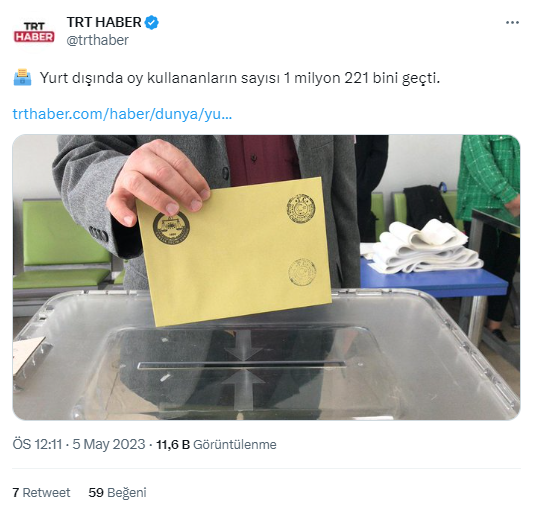 TRT
HABER
TRT HABER
@trthaber
Yurt dışında oy kullananların sayısı 1 milyon 221 bini geçti.
trthaber.com/haber/dunya/yu...
ÖS 12:11 · 5 May 2023 · 11,6 B Görüntülenme
7 Retweet 59 Beğeni